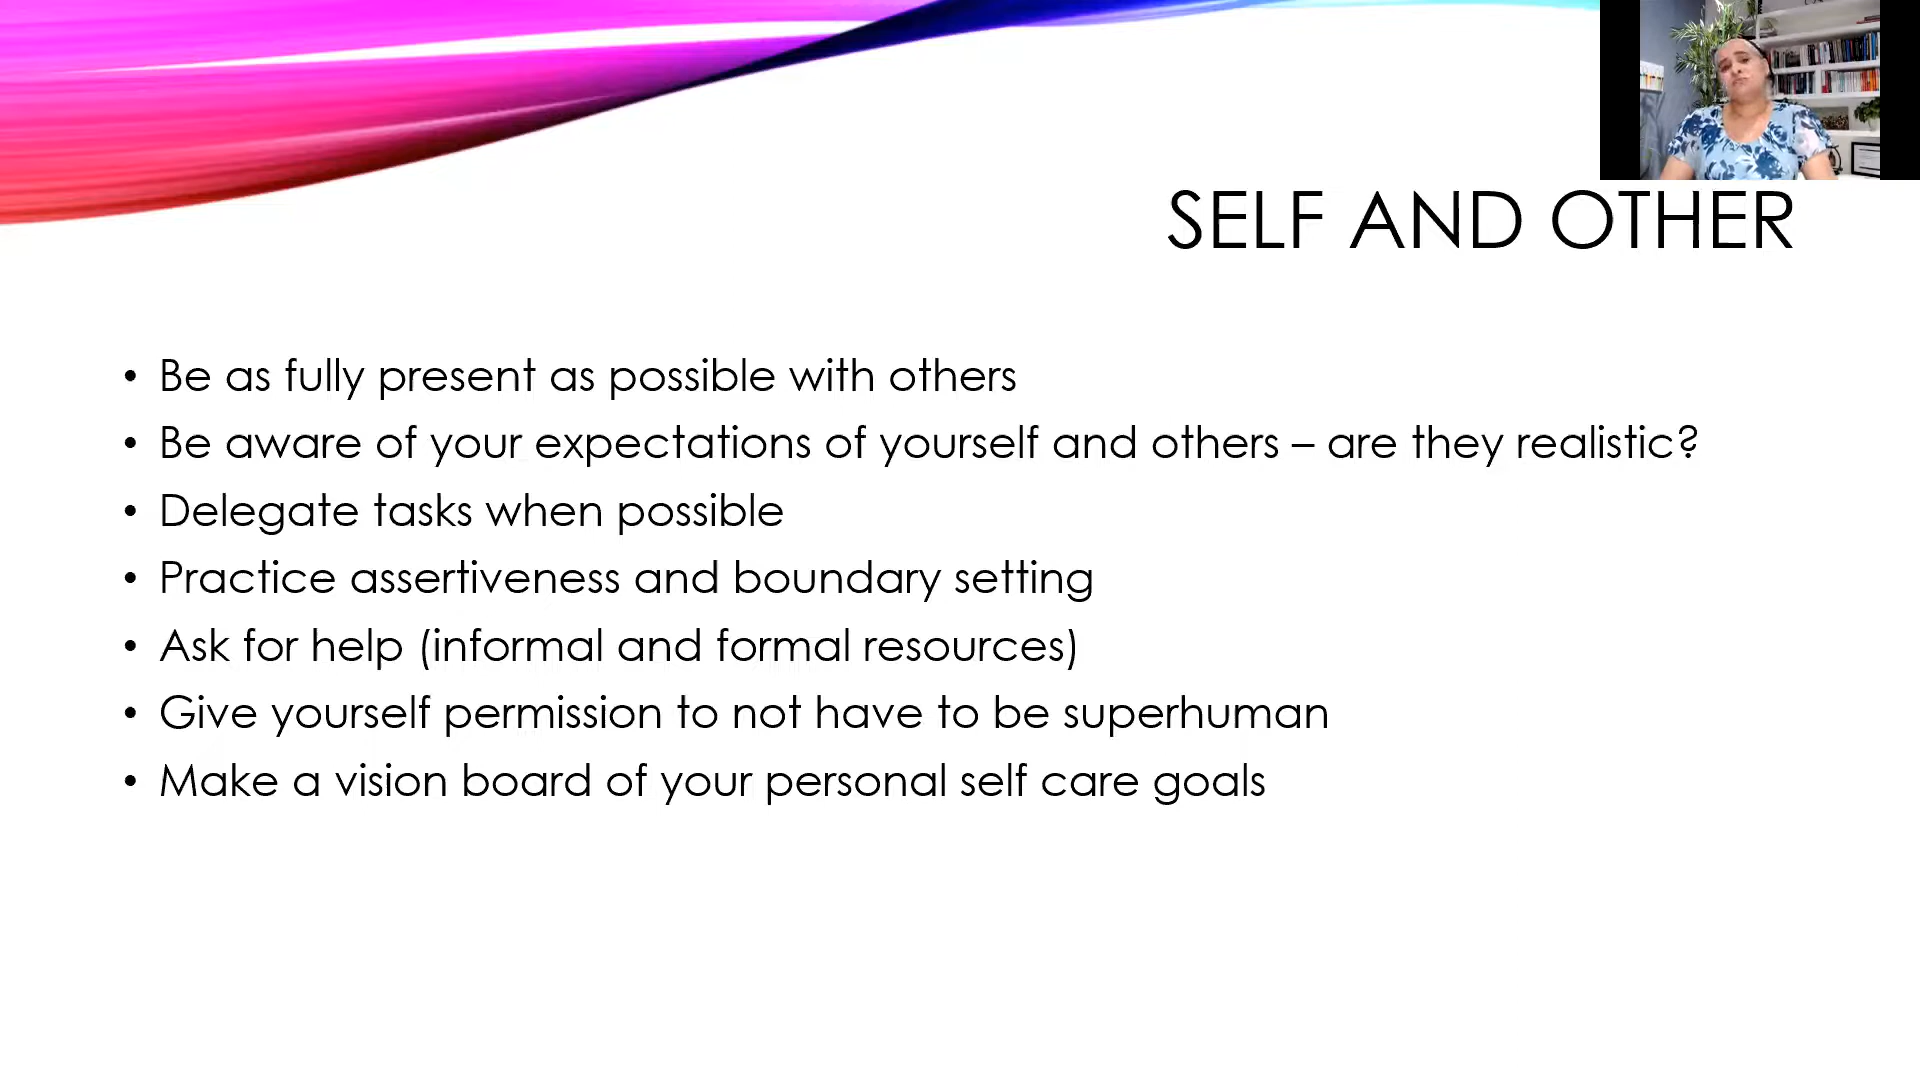 SELF AND OTHER
• Be as fully present as possible with others
• Be aware of your expectations of yourself and others – are they realistic?
• Delegate tasks when possible
• Practice assertiveness and boundary setting
• Ask for help (informal and formal resources)
• Give yourself permission to not have to be superhuman
• Make a vision board of your personal self care goals